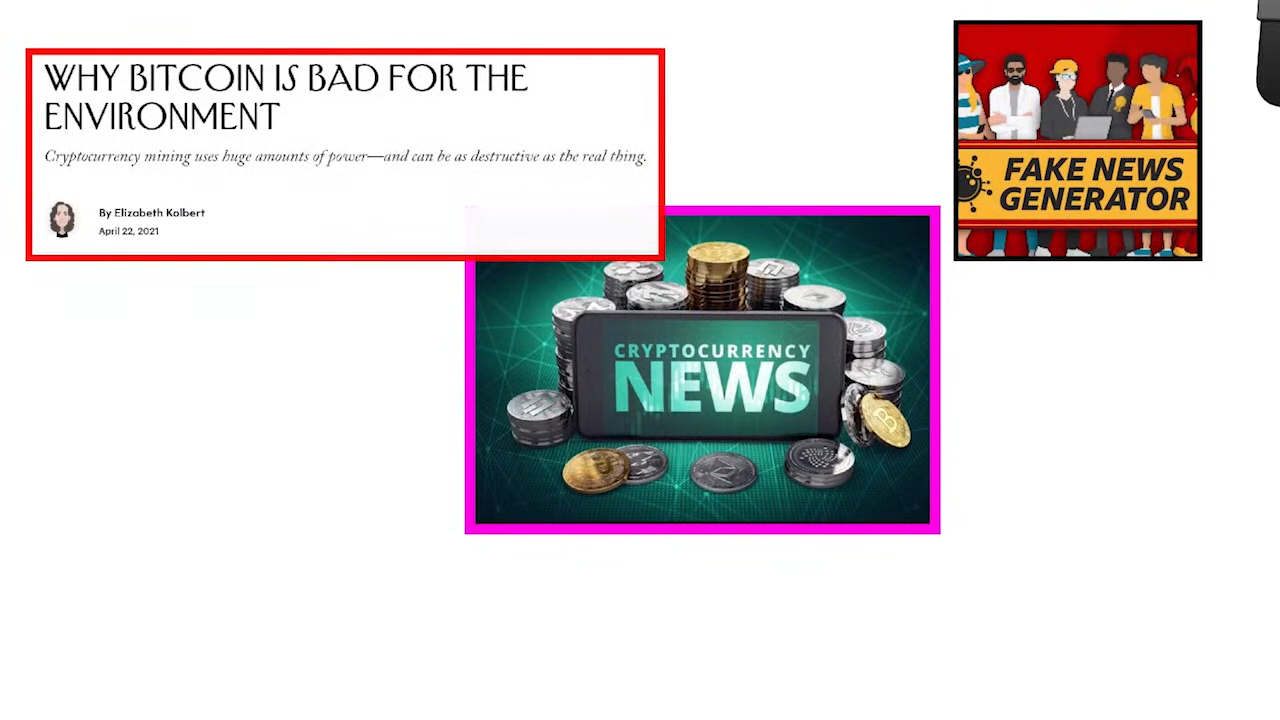 WHY BITCOIN IS BAD FOR THE
ENVIRONMENT
Cryptocurrency mining uses huge amounts of power—and can be as destructive as the real thing.
By Elizabeth Kolbert
April 22, 2021
FAKE NEWS
GENERATOR
CRYPTOCURRENCY
NEWS